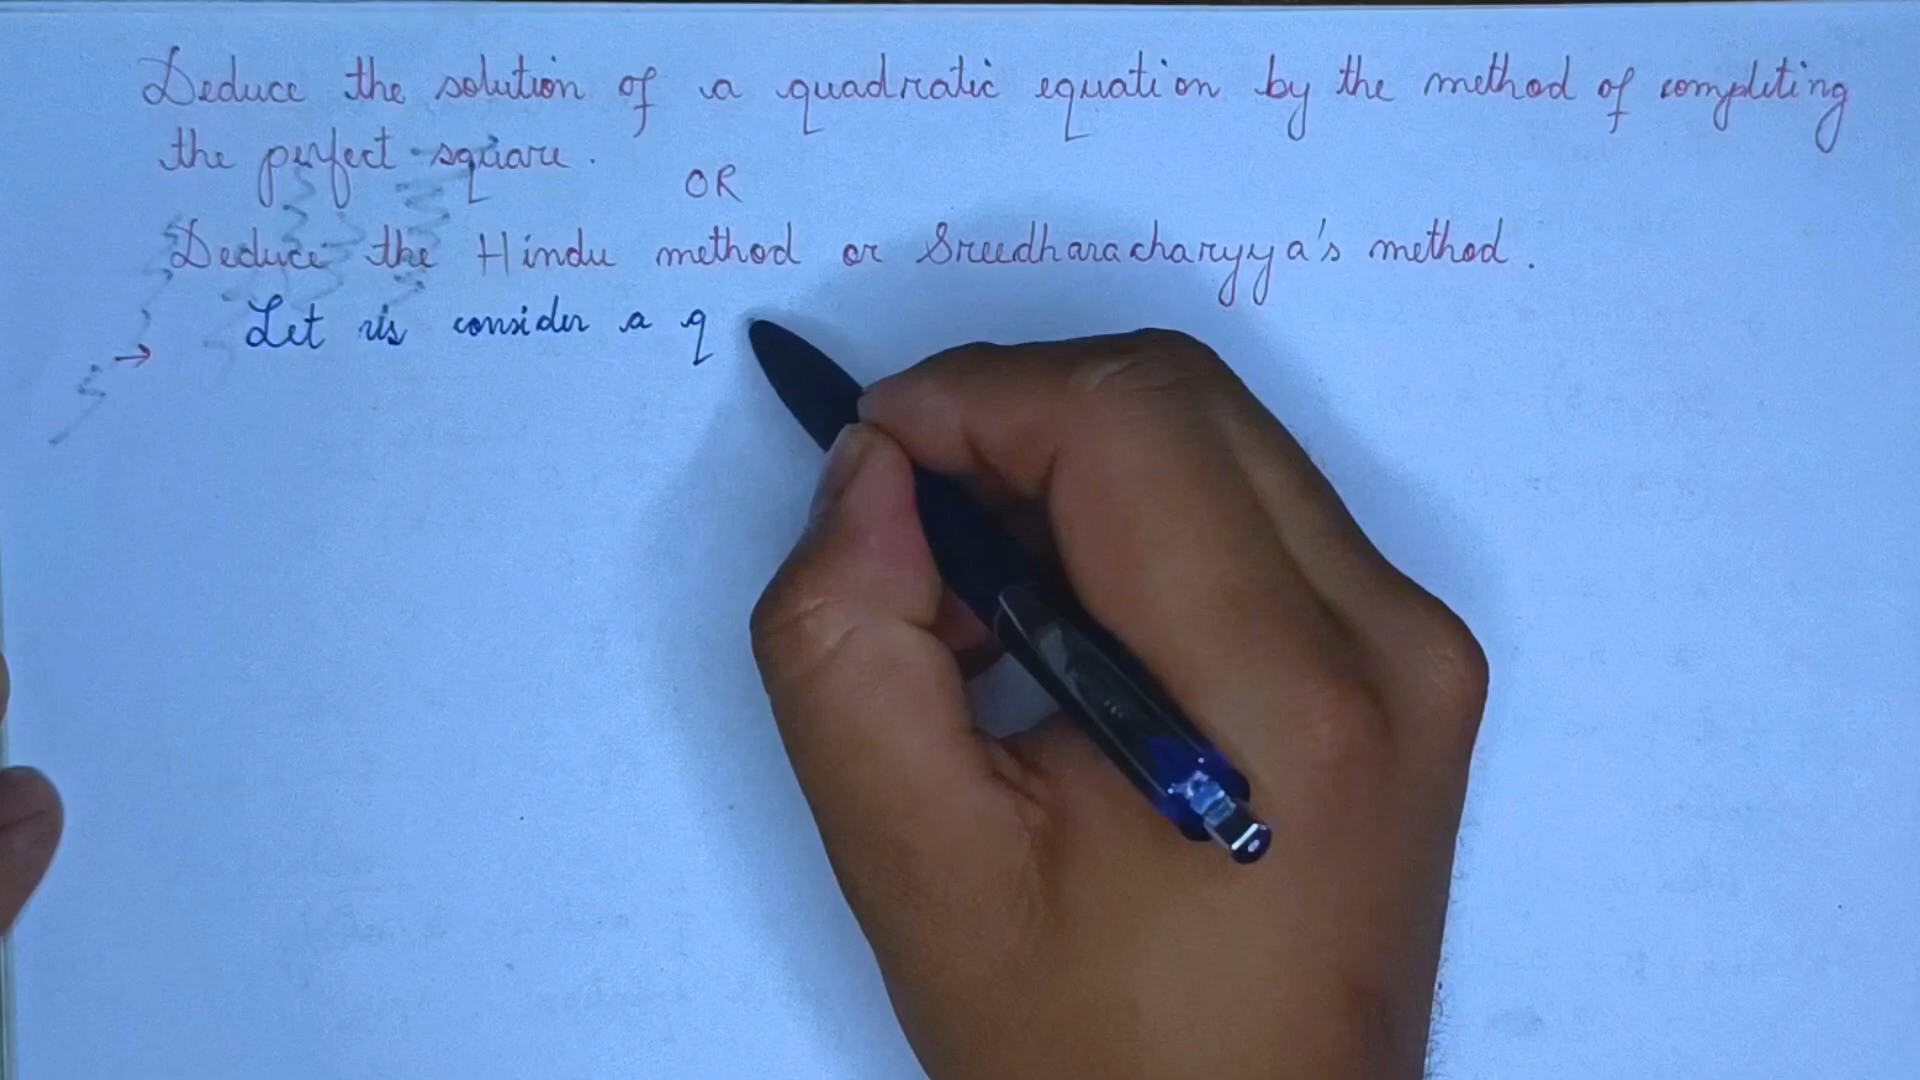 Deduce the solution of a quadratic equation by the method of completing
the perfect square.
OR
Deduce the Hindu method or Sreedharacharyya's method.
→ Let us consider a q